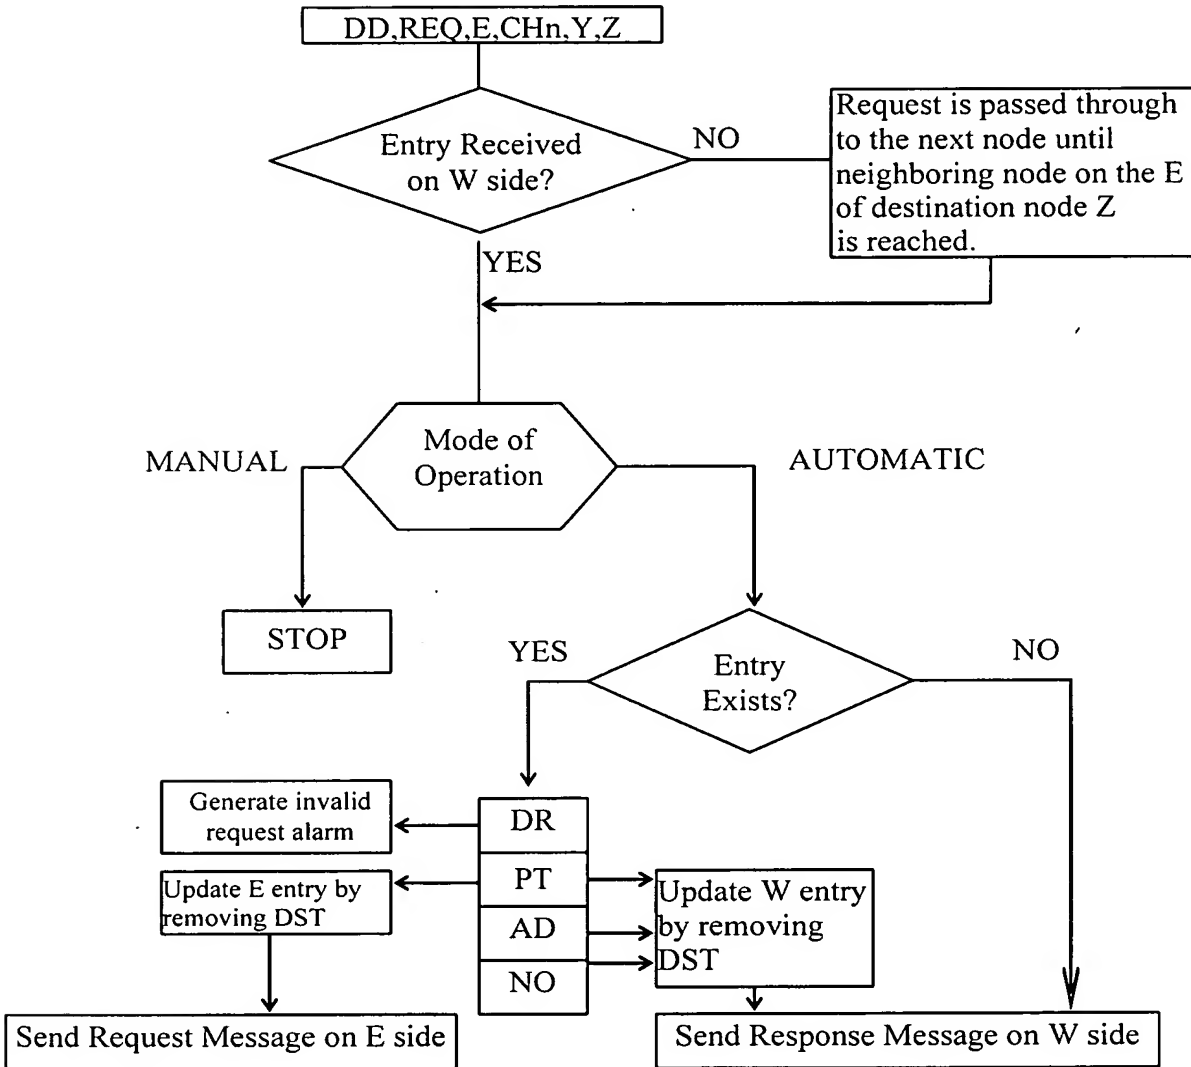 DD,REQ,E,CHn,Y,Z
Entry Received
on W side?
NO
Request is passed through
to the next node until
neighboring node on the E
of destination node Z
is reached.
YES
Mode of
Operation
MANUAL
AUTOMATIC
STOP
YES
Entry
Exists?
NO
Generate invalid
request alarm
DR
Update E entry by
removing DST
PT
AD
NO
Update W entry
by removing
DST
Send Request Message on E side
Send Response Message on W side